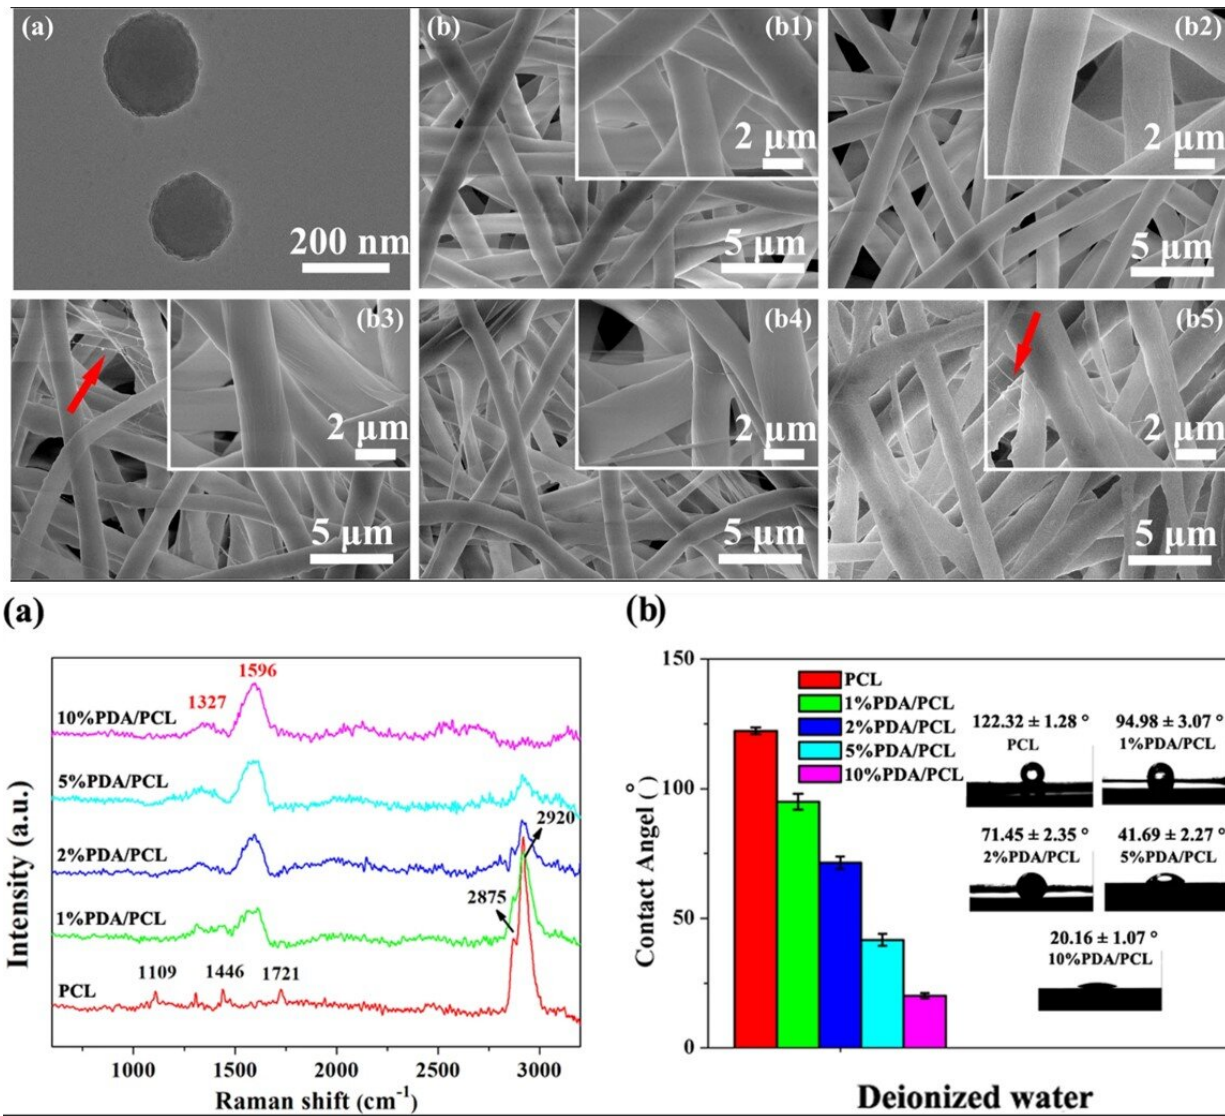 (a)
200 nm
(b)
(b1)
2 μm
5 μm
(b2)
2 μm
5 μm
(b3)
2 μm
5 μm
(b4)
2 μm
5 μm
(b5)
2 μm
5 μm
(a)
1596
1327
10%PDA/PCL
5%PDA/PCL
2%PDA/PCL
2920
2875
1%PDA/PCL
1109
1446
1721
PCL
Intensity (a.u.)
1000
1500
2000
2500
3000
Raman shift (cm⁻¹)
(b)
150
100
50
0
Contact Angel (°)
PCL
1%PDA/PCL
2%PDA/PCL
5%PDA/PCL
10%PDA/PCL
122.32 ± 1.28 °
PCL
94.98 ± 3.07 °
1%PDA/PCL
71.45 ± 2.35 °
2%PDA/PCL
41.69 ± 2.27 °
5%PDA/PCL
20.16 ± 1.07 °
10%PDA/PCL
Deionized water